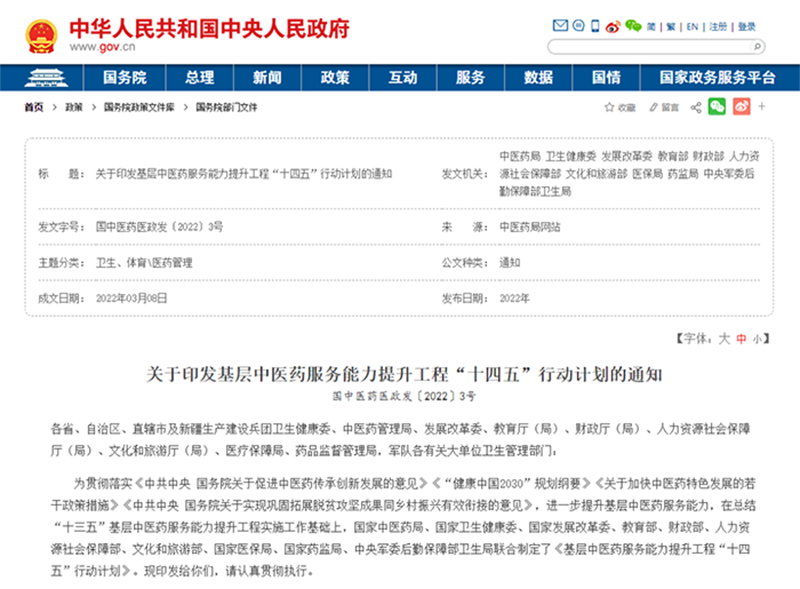 中华人民共和国中央人民政府
www.gov.cn
简 | 繁 | EN | 注册 | 登录
国务院 总理 新闻 政策 互动 服务 数据 国情 国家政务服务平台
首页 > 政策 > 国务院政策文件库 > 国务院部门文件
收藏 留言
标 题： 关于印发基层中医药服务能力提升工程“十四五”行动计划的通知
发文机关： 中医药局 卫生健康委 发展改革委 教育部 财政部 人力资
源社会保障部 文化和旅游部 医保局 药监局 中央军委后
勤保障部卫生局
发文字号： 国中医药医政发〔2022〕3号
来 源： 中医药局网站
主题分类： 卫生、体育\医药管理
公文种类： 通知
成文日期： 2022年03月08日
发布日期： 2022年
【字体：大 中 小】
关于印发基层中医药服务能力提升工程“十四五”行动计划的通知
国中医药医政发〔2022〕3号
各省、自治区、直辖市及新疆生产建设兵团卫生健康委、中医药管理局、发展改革委、教育厅（局）、财政厅（局）、人力资源社会保障
厅（局）、文化和旅游厅（局）、医疗保障局、药品监督管理局，军队各有关大单位卫生管理部门：
为贯彻落实《中共中央 国务院关于促进中医药传承创新发展的意见》《“健康中国2030”规划纲要》《关于加快中医药特色发展的若
干政策措施》《中共中央 国务院关于实现巩固拓展脱贫攻坚成果同乡村振兴有效衔接的意见》，进一步提升基层中医药服务能力，在总结
“十三五”基层中医药服务能力提升工程实施工作基础上，国家中医药局、国家卫生健康委、国家发展改革委、教育部、财政部、人力资
源社会保障部、文化和旅游部、国家医保局、国家药监局、中央军委后勤保障部卫生局联合制定了《基层中医药服务能力提升工程“十四
五”行动计划》。现印发给你们，请认真贯彻执行。